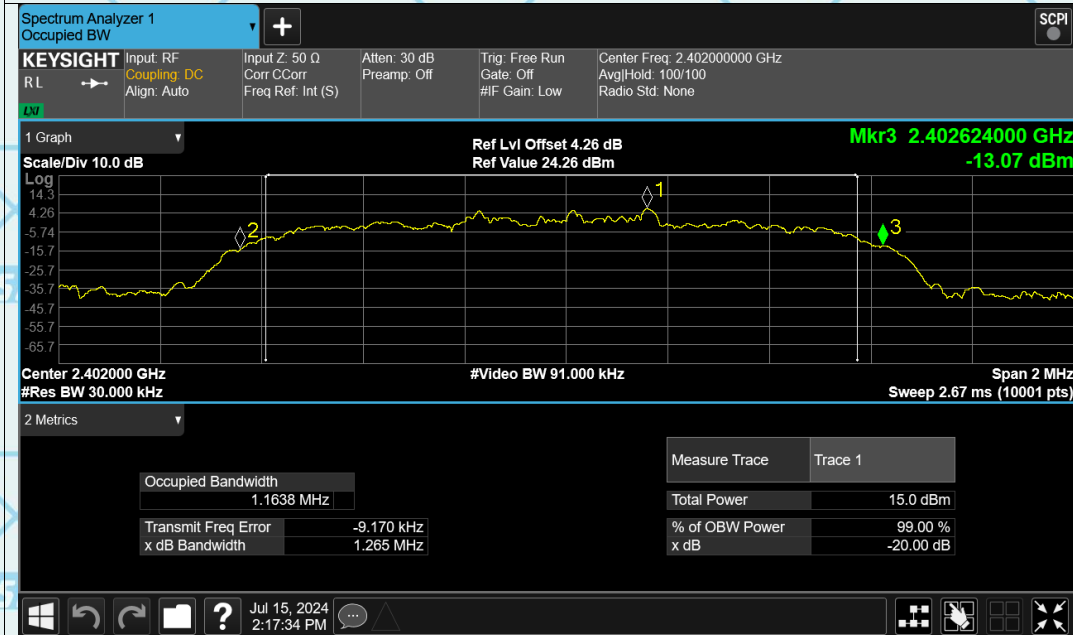 Spectrum Analyzer 1
Occupied BW
+
SCPI
KEYSIGHT
R L
LXI
Input: RF
Coupling: DC
Align: Auto
Input Z: 50 Ω
Corr CCorr
Freq Ref: Int (S)
Atten: 30 dB
Preamp: Off
Trig: Free Run
Gate: Off
#IF Gain: Low
Center Freq: 2.402000000 GHz
Avg|Hold: 100/100
Radio Std: None
1 Graph
Scale/Div 10.0 dB
Ref Lvl Offset 4.26 dB
Ref Value 24.26 dBm
Mkr3 2.402624000 GHz
-13.07 dBm
Log
14.3
4.26
-5.74
-15.7
-25.7
-35.7
-45.7
-55.7
-65.7
2
1
3
Center 2.402000 GHz
#Video BW 91.000 kHz
Span 2 MHz
#Res BW 30.000 kHz
Sweep 2.67 ms (10001 pts)
2 Metrics
Occupied Bandwidth
1.1638 MHz
Transmit Freq Error -9.170 kHz
x dB Bandwidth 1.265 MHz
Measure Trace Trace 1
Total Power 15.0 dBm
% of OBW Power 99.00 %
x dB -20.00 dB
?
Jul 15, 2024
2:17:34 PM